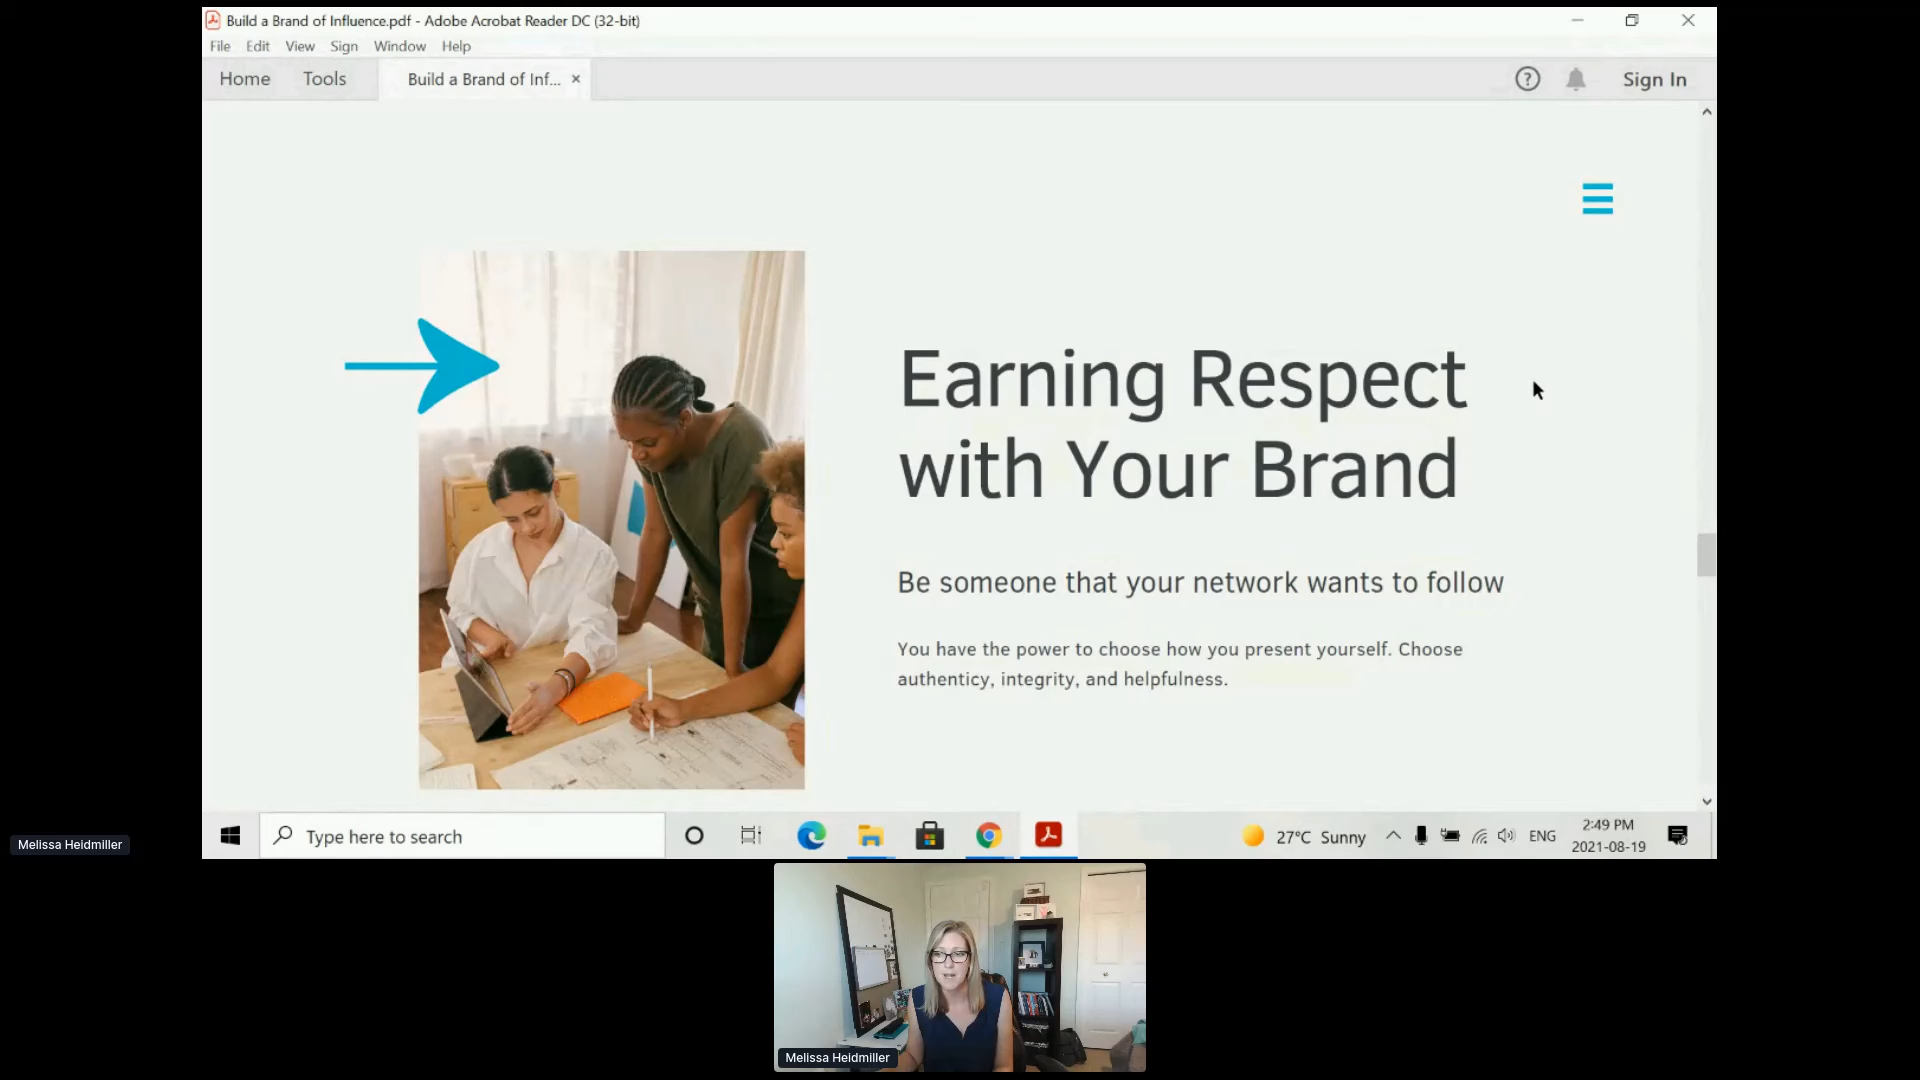 Build a Brand of Influence.pdf - Adobe Acrobat Reader DC (32-bit)
File Edit View Sign Window Help
Home Tools Build a Brand of Inf... × ? Sign In
Earning Respect
with Your Brand
Be someone that your network wants to follow
You have the power to choose how you present yourself. Choose
authenticy, integrity, and helpfulness.
Type here to search
27°C Sunny ENG
2:49 PM
2021-08-19
Melissa Heidmiller
Melissa Heidmiller